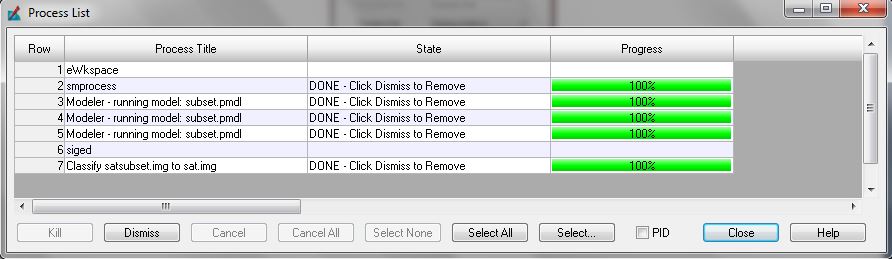 Process List
Row Process Title State Progress
1 eWkspace
2 smprocess DONE - Click Dismiss to Remove 100%
3 Modeler - running model: subset.pmdl DONE - Click Dismiss to Remove 100%
4 Modeler - running model: subset.pmdl DONE - Click Dismiss to Remove 100%
5 Modeler - running model: subset.pmdl DONE - Click Dismiss to Remove 100%
6 siged
7 Classify satsubset.img to sat.img DONE - Click Dismiss to Remove 100%
Kill Dismiss Cancel Cancel All Select None Select All Select... PID Close Help